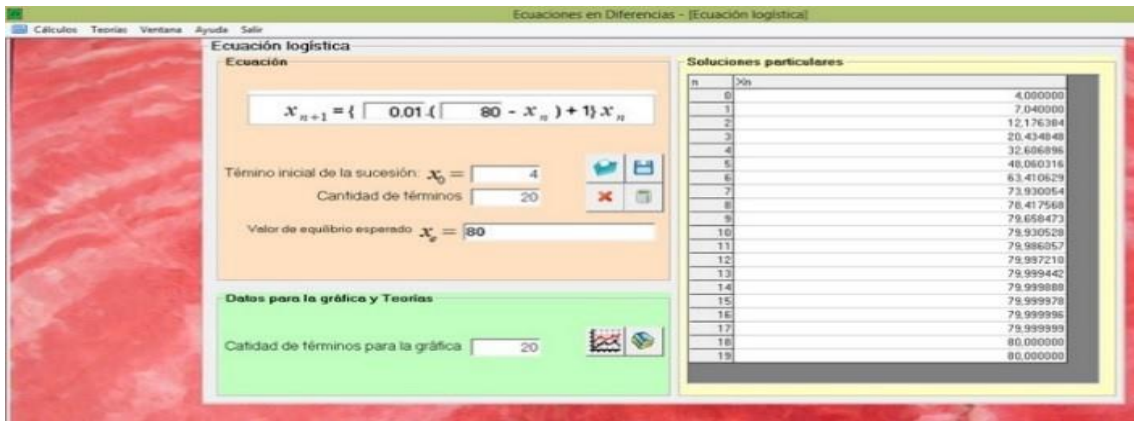 Ecuaciones en Diferencias - [Ecuación logística]
Cálculos Teorías Ventana Ayuda Salir
Ecuación logística
Ecuación
x n+1 = { 0.01 .( 80 - x n ) + 1} x n
Término inicial de la sucesión: x0 = 4
Cantidad de términos 20
Valor de equilibrio esperado x e = 80
Datos para la gráfica y Teorías
Catidad de términos para la gráfica 20
Soluciones particulares
n Xn
0 4,000000
1 7,040000
2 12,176384
3 20,434848
4 32,606896
5 48,060316
6 63,410629
7 73,930054
8 78,417568
9 79,658473
10 79,930528
11 79,986057
12 79,997210
13 79,999442
14 79,999888
15 79,999978
16 79,999996
17 79,999999
18 80,000000
19 80,000000